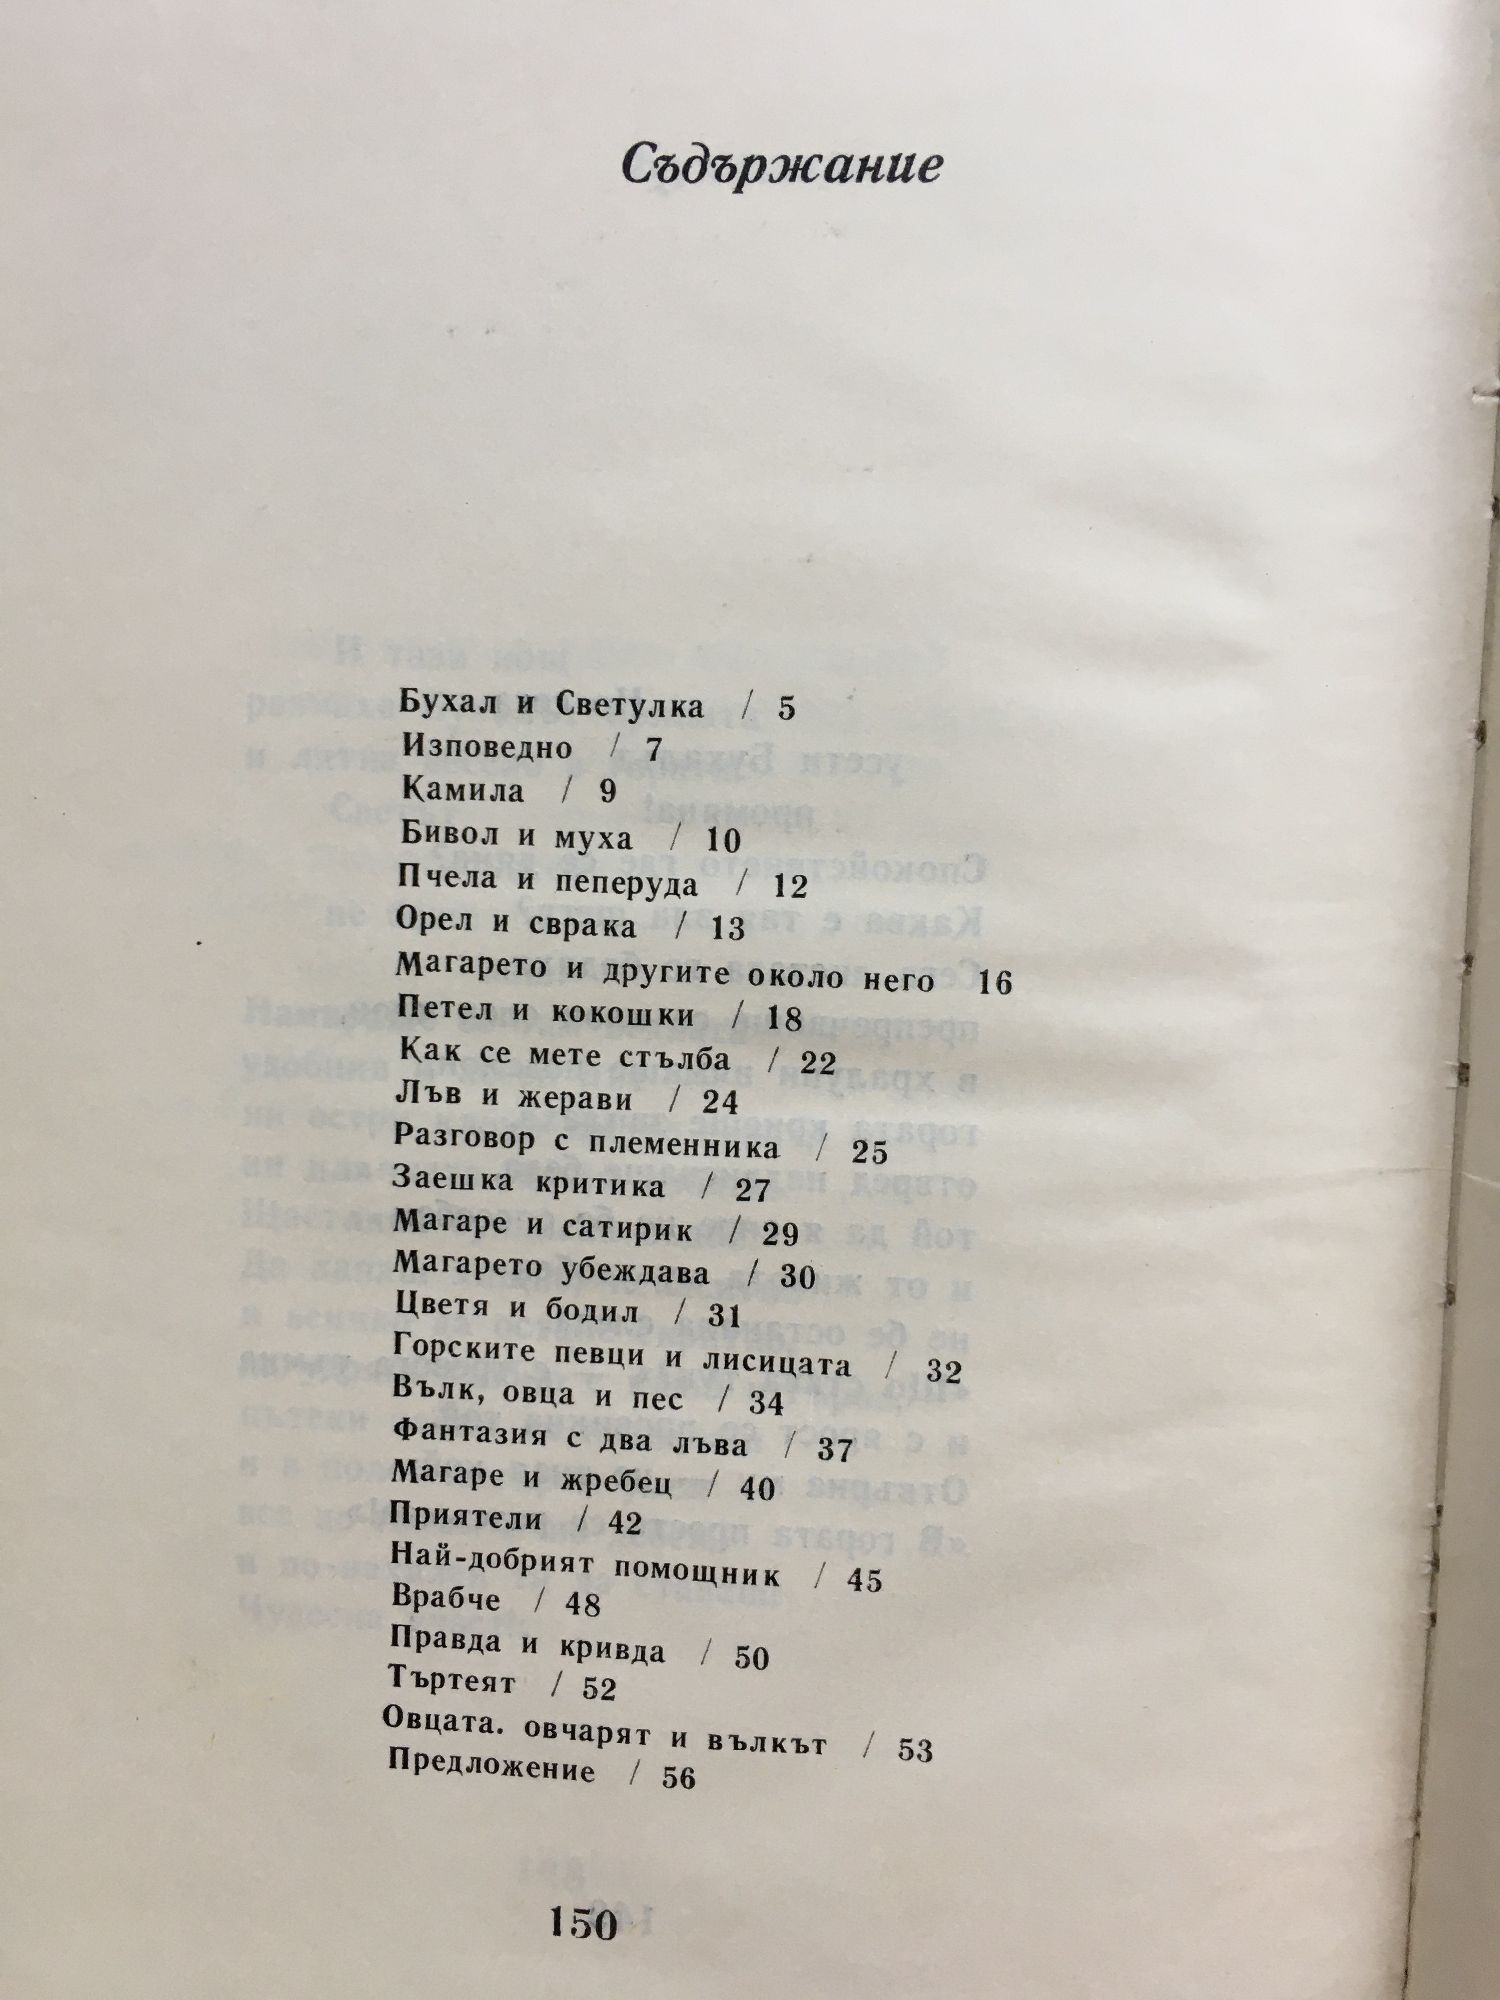 Съдържание
Бухал и Светулка / 5
Изповедно / 7
Камила / 9
Бивол и муха / 10
Пчела и пеперуда / 12
Орел и сврака / 13
Магарето и другите около него 16
Петел и кокошки / 18
Как се мете стълба / 22
Лъв и жерави / 24
Разговор с племенника / 25
Заешка критика / 27
Магаре и сатирик / 29
Магарето убеждава / 30
Цветя и бодил / 31
Горските певци и лисицата / 32
Вълк, овца и пес / 34
Фантазия с два лъва / 37
Магаре и жребец / 40
Приятели / 42
Най-добрият помощник / 45
Врабче / 48
Правда и кривда / 50
Търтеят / 52
Овцата. овчарят и вълкът / 53
Предложение / 56
150